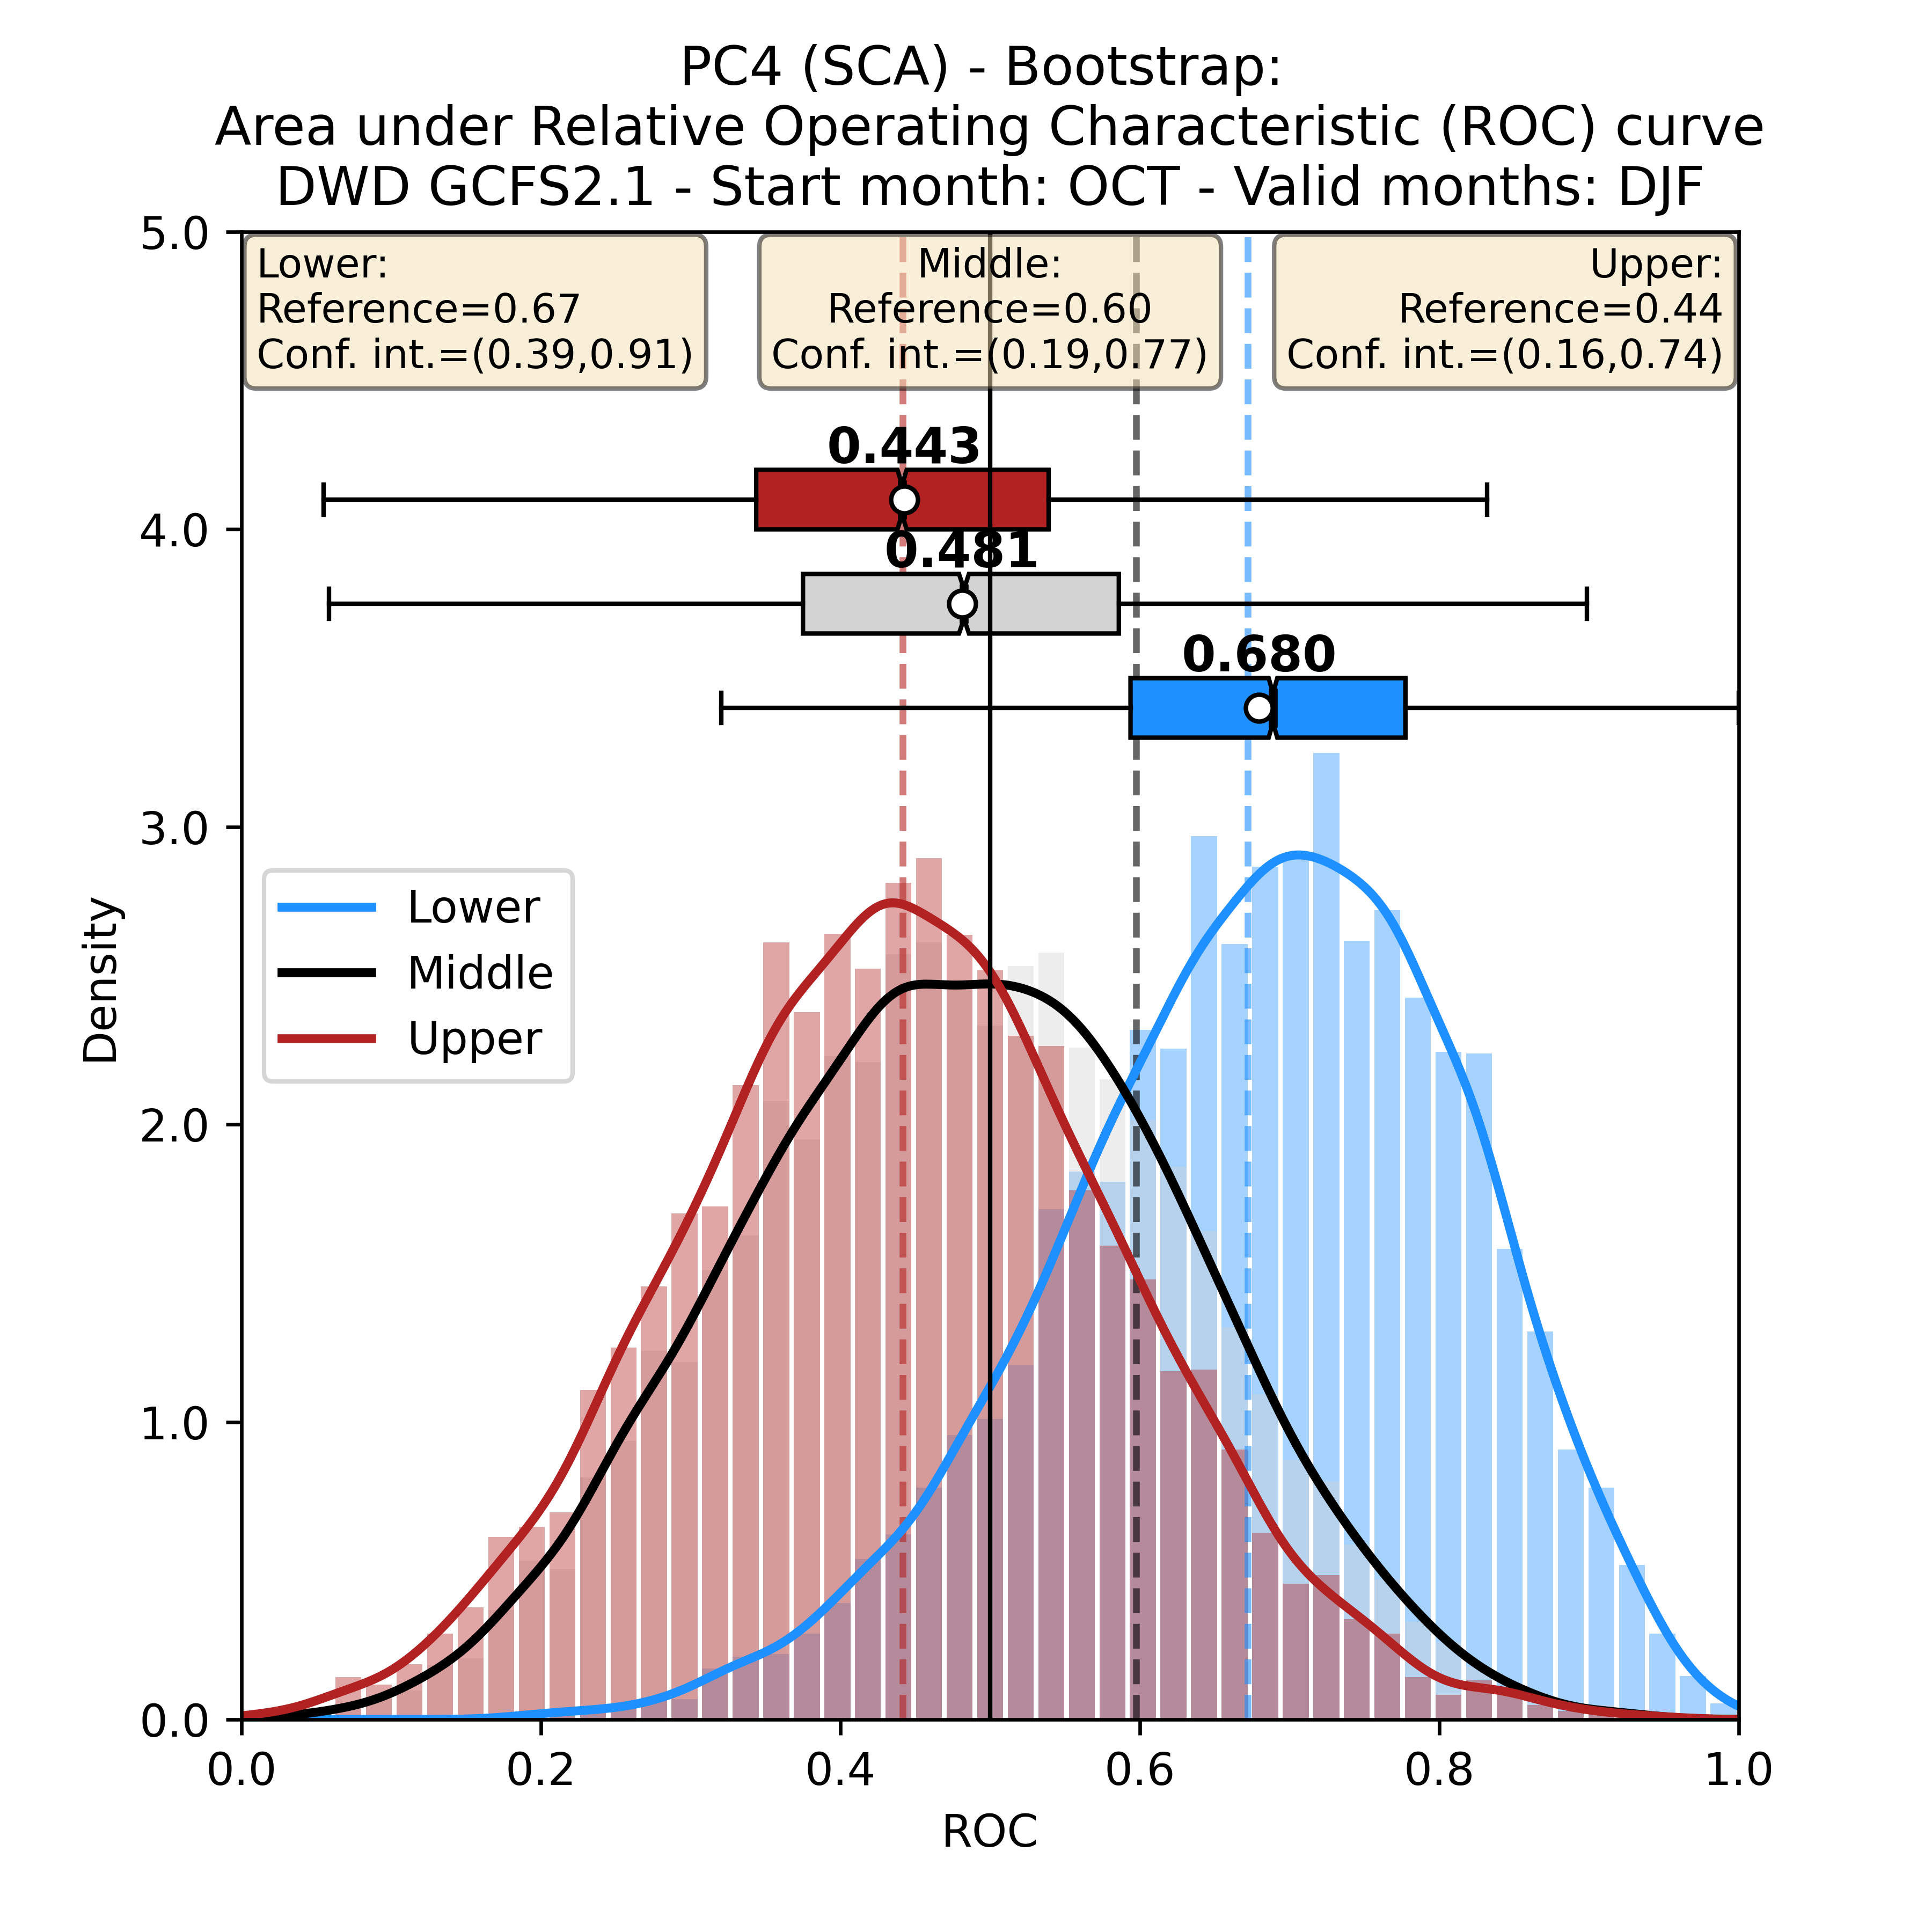 PC4 (SCA) - Bootstrap:
Area under Relative Operating Characteristic (ROC) curve
DWD GCFS2.1 - Start month: OCT - Valid months: DJF
Lower:
Reference=0.67
Conf. int.=(0.39,0.91)
Middle:
Reference=0.60
Conf. int.=(0.19,0.77)
Upper:
Reference=0.44
Conf. int.=(0.16,0.74)
0.443
0.481
0.680
Lower
Middle
Upper
Density
5.0
4.0
3.0
2.0
1.0
0.0
0.0 0.2 0.4 0.6 0.8 1.0
ROC